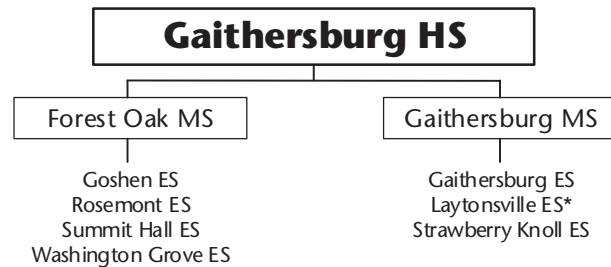 Gaithersburg HS
Forest Oak MS
Goshen ES
Rosemont ES
Summit Hall ES
Washington Grove ES
Gaithersburg MS
Gaithersburg ES
Laytonsville ES*
Strawberry Knoll ES